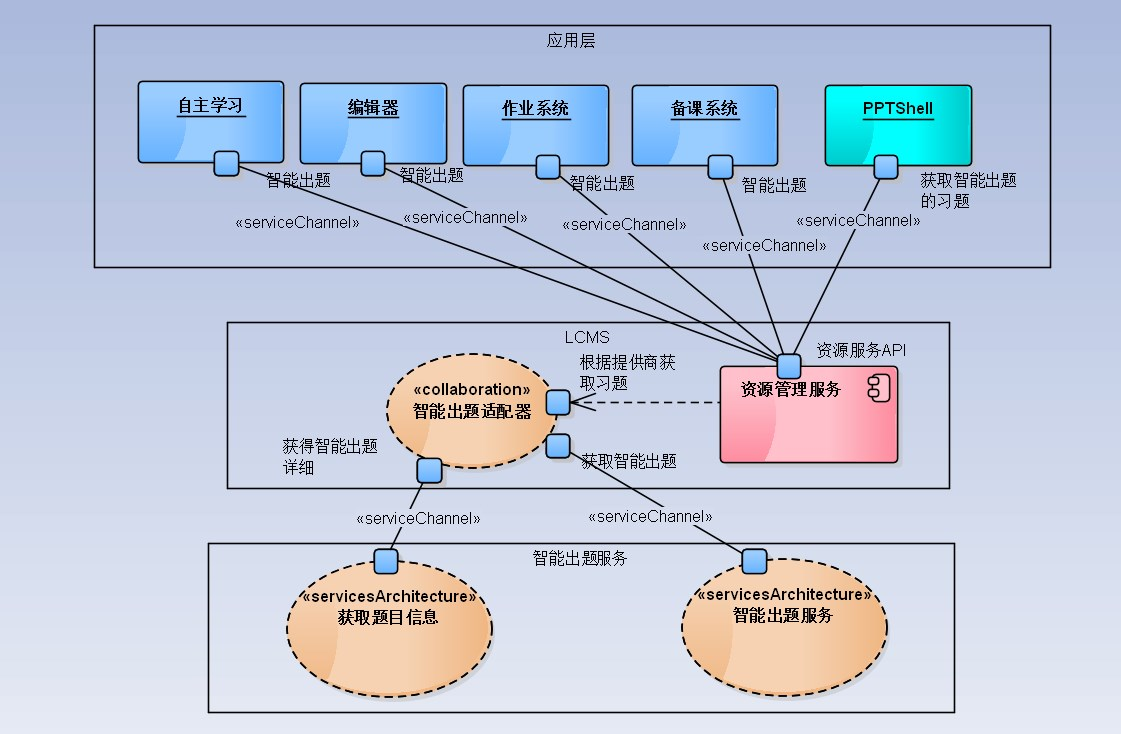 应用层
自主学习
编辑器
作业系统
备课系统
PPTShell
智能出题
智能出题
智能出题
智能出题
获取智能出题
的习题
«serviceChannel»
«serviceChannel»
«serviceChannel»
«serviceChannel»
«serviceChannel»
LCMS
资源服务API
根据提供商获
取习题
«collaboration»
智能出题适配器
资源管理服务
获得智能出题
详细
获取智能出题
«serviceChannel»
«serviceChannel»
智能出题服务
«servicesArchitecture»
获取题目信息
«servicesArchitecture»
智能出题服务